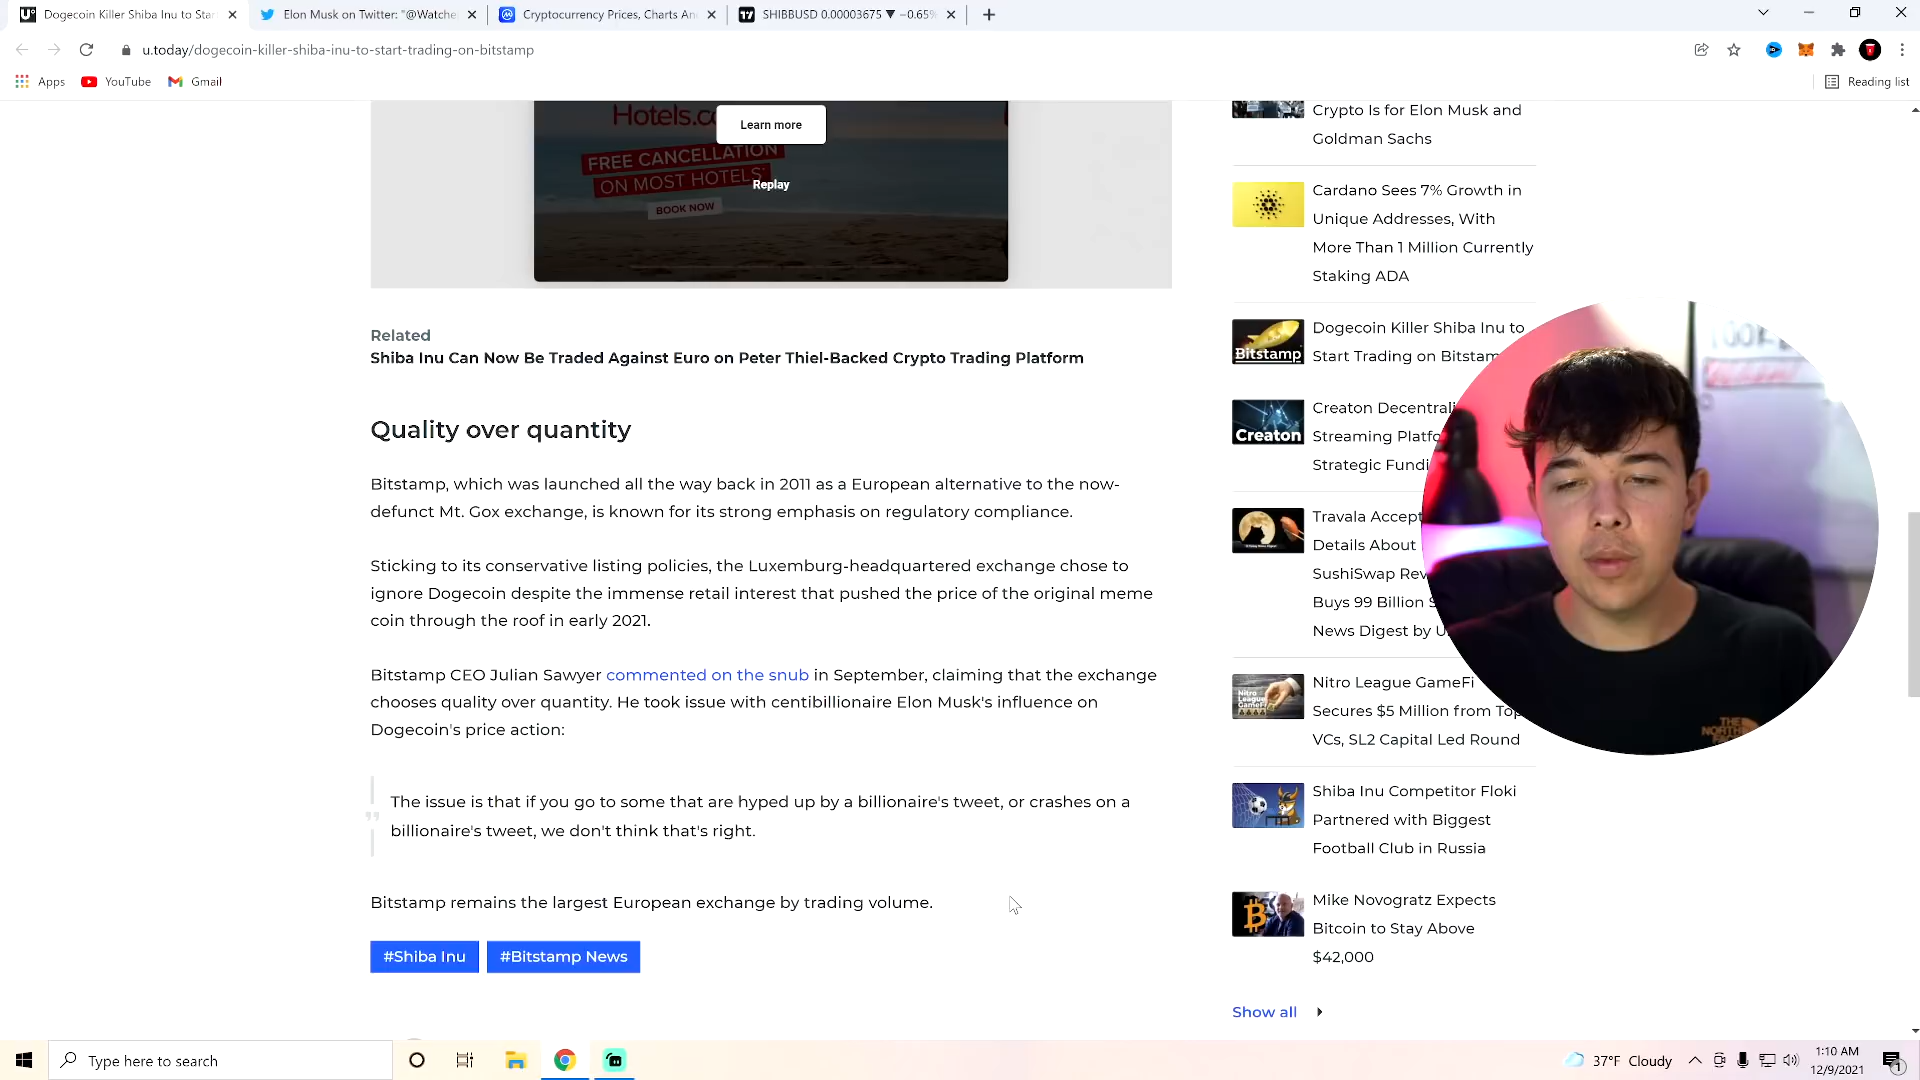 Dogecoin Killer Shiba Inu to Star
Elon Musk on Twitter: "@Watche
Cryptocurrency Prices, Charts An
SHIBBUSD 0.00003675 ▼ −0.65%
u.today/dogecoin-killer-shiba-inu-to-start-trading-on-bitstamp
Apps
YouTube
Gmail
Reading list
Hotels.c
Learn more
FREE CANCELLATION
ON MOST HOTELS*
Replay
BOOK NOW
Related
Shiba Inu Can Now Be Traded Against Euro on Peter Thiel-Backed Crypto Trading Platform
Quality over quantity
Bitstamp, which was launched all the way back in 2011 as a European alternative to the now-
defunct Mt. Gox exchange, is known for its strong emphasis on regulatory compliance.
Sticking to its conservative listing policies, the Luxemburg-headquartered exchange chose to
ignore Dogecoin despite the immense retail interest that pushed the price of the original meme
coin through the roof in early 2021.
Bitstamp CEO Julian Sawyer commented on the snub in September, claiming that the exchange
chooses quality over quantity. He took issue with centibillionaire Elon Musk's influence on
Dogecoin's price action:
The issue is that if you go to some that are hyped up by a billionaire's tweet, or crashes on a
billionaire's tweet, we don't think that's right.
Bitstamp remains the largest European exchange by trading volume.
#Shiba Inu
#Bitstamp News
Crypto Is for Elon Musk and
Goldman Sachs
Cardano Sees 7% Growth in
Unique Addresses, With
More Than 1 Million Currently
Staking ADA
Bitstamp
Dogecoin Killer Shiba Inu to
Start Trading on Bitstam
Creaton
Creaton Decentrali
Streaming Platfo
Strategic Fundi
Travala Accept
Details About
SushiSwap Rev
Buys 99 Billion S
News Digest by U
Nitro
League
GameFi
Nitro League GameFi
Secures $5 Million from Top
VCs, SL2 Capital Led Round
Shiba Inu Competitor Floki
Partnered with Biggest
Football Club in Russia
Mike Novogratz Expects
Bitcoin to Stay Above
$42,000
Show all
THE
NORTH
FACE
Type here to search
37°F Cloudy
1:10 AM
12/9/2021
1